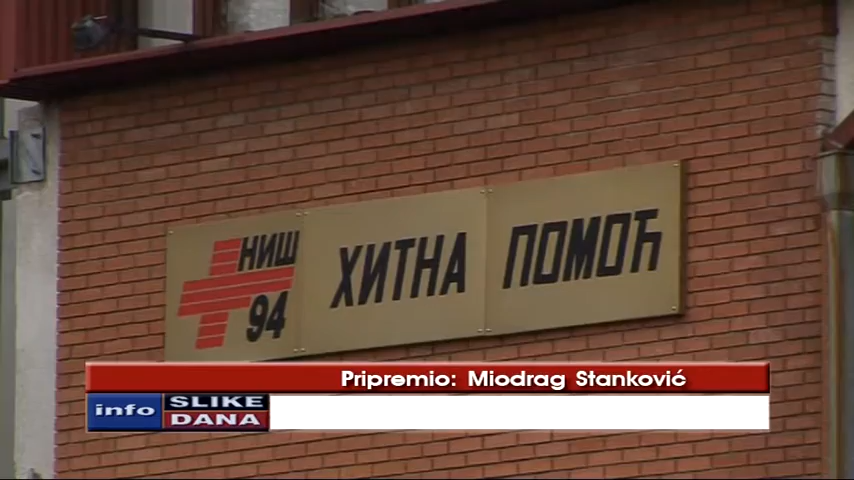 НИШ
94
ХИТНА ПОМОЋ
Pripremio: Miodrag Stanković
info
SLIKE
DANA